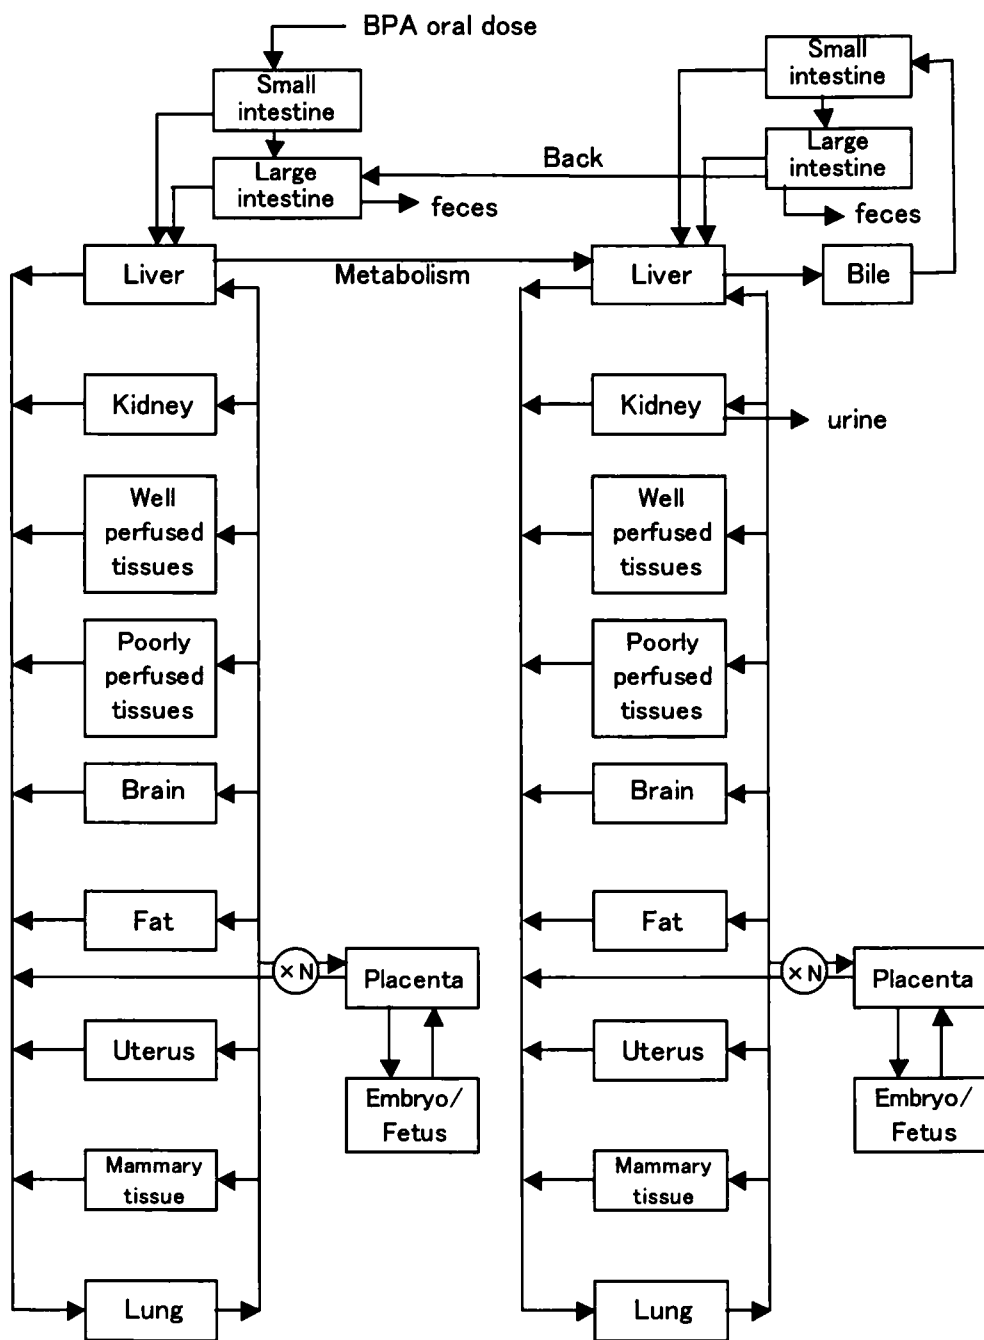 BPA oral dose
Small
intestine
Large
intestine
feces
Back
Small
intestine
Large
intestine
feces
Liver
Metabolism
Liver
Bile
Kidney
Kidney
urine
Well
perfused
tissues
Well
perfused
tissues
Poorly
perfused
tissues
Poorly
perfused
tissues
Brain
Brain
Fat
Fat
×N
Placenta
×N
Placenta
Uterus
Uterus
Embryo/
Fetus
Embryo/
Fetus
Mammary
tissue
Mammary
tissue
Lung
Lung